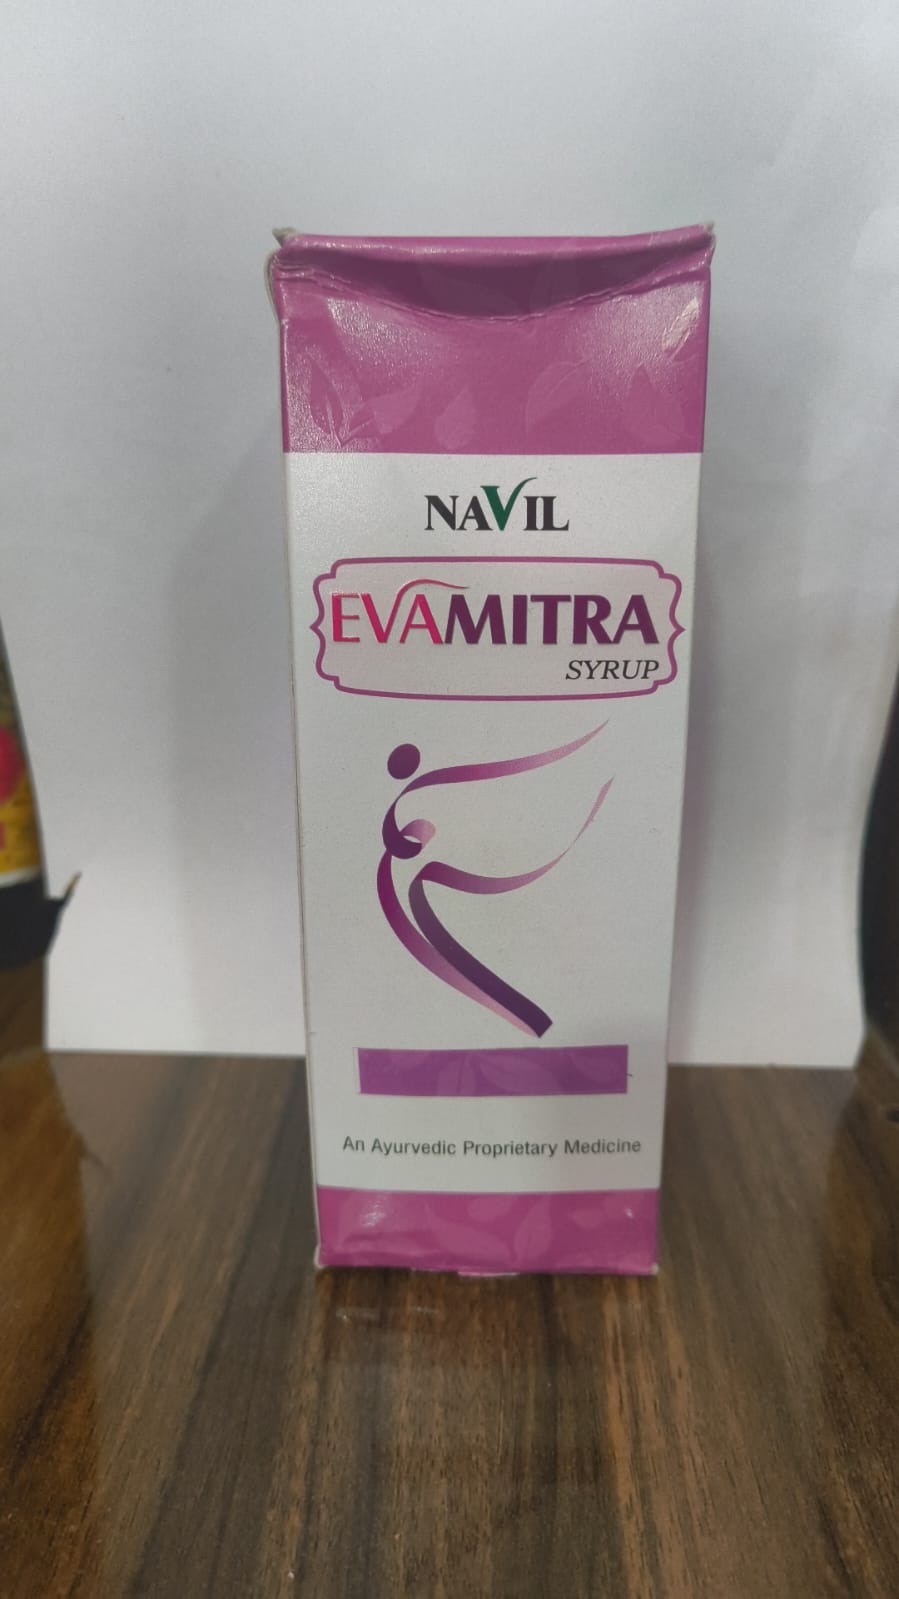 NAVIL
EVAMITRA
SYRUP
An Ayurvedic Proprietary Medicine